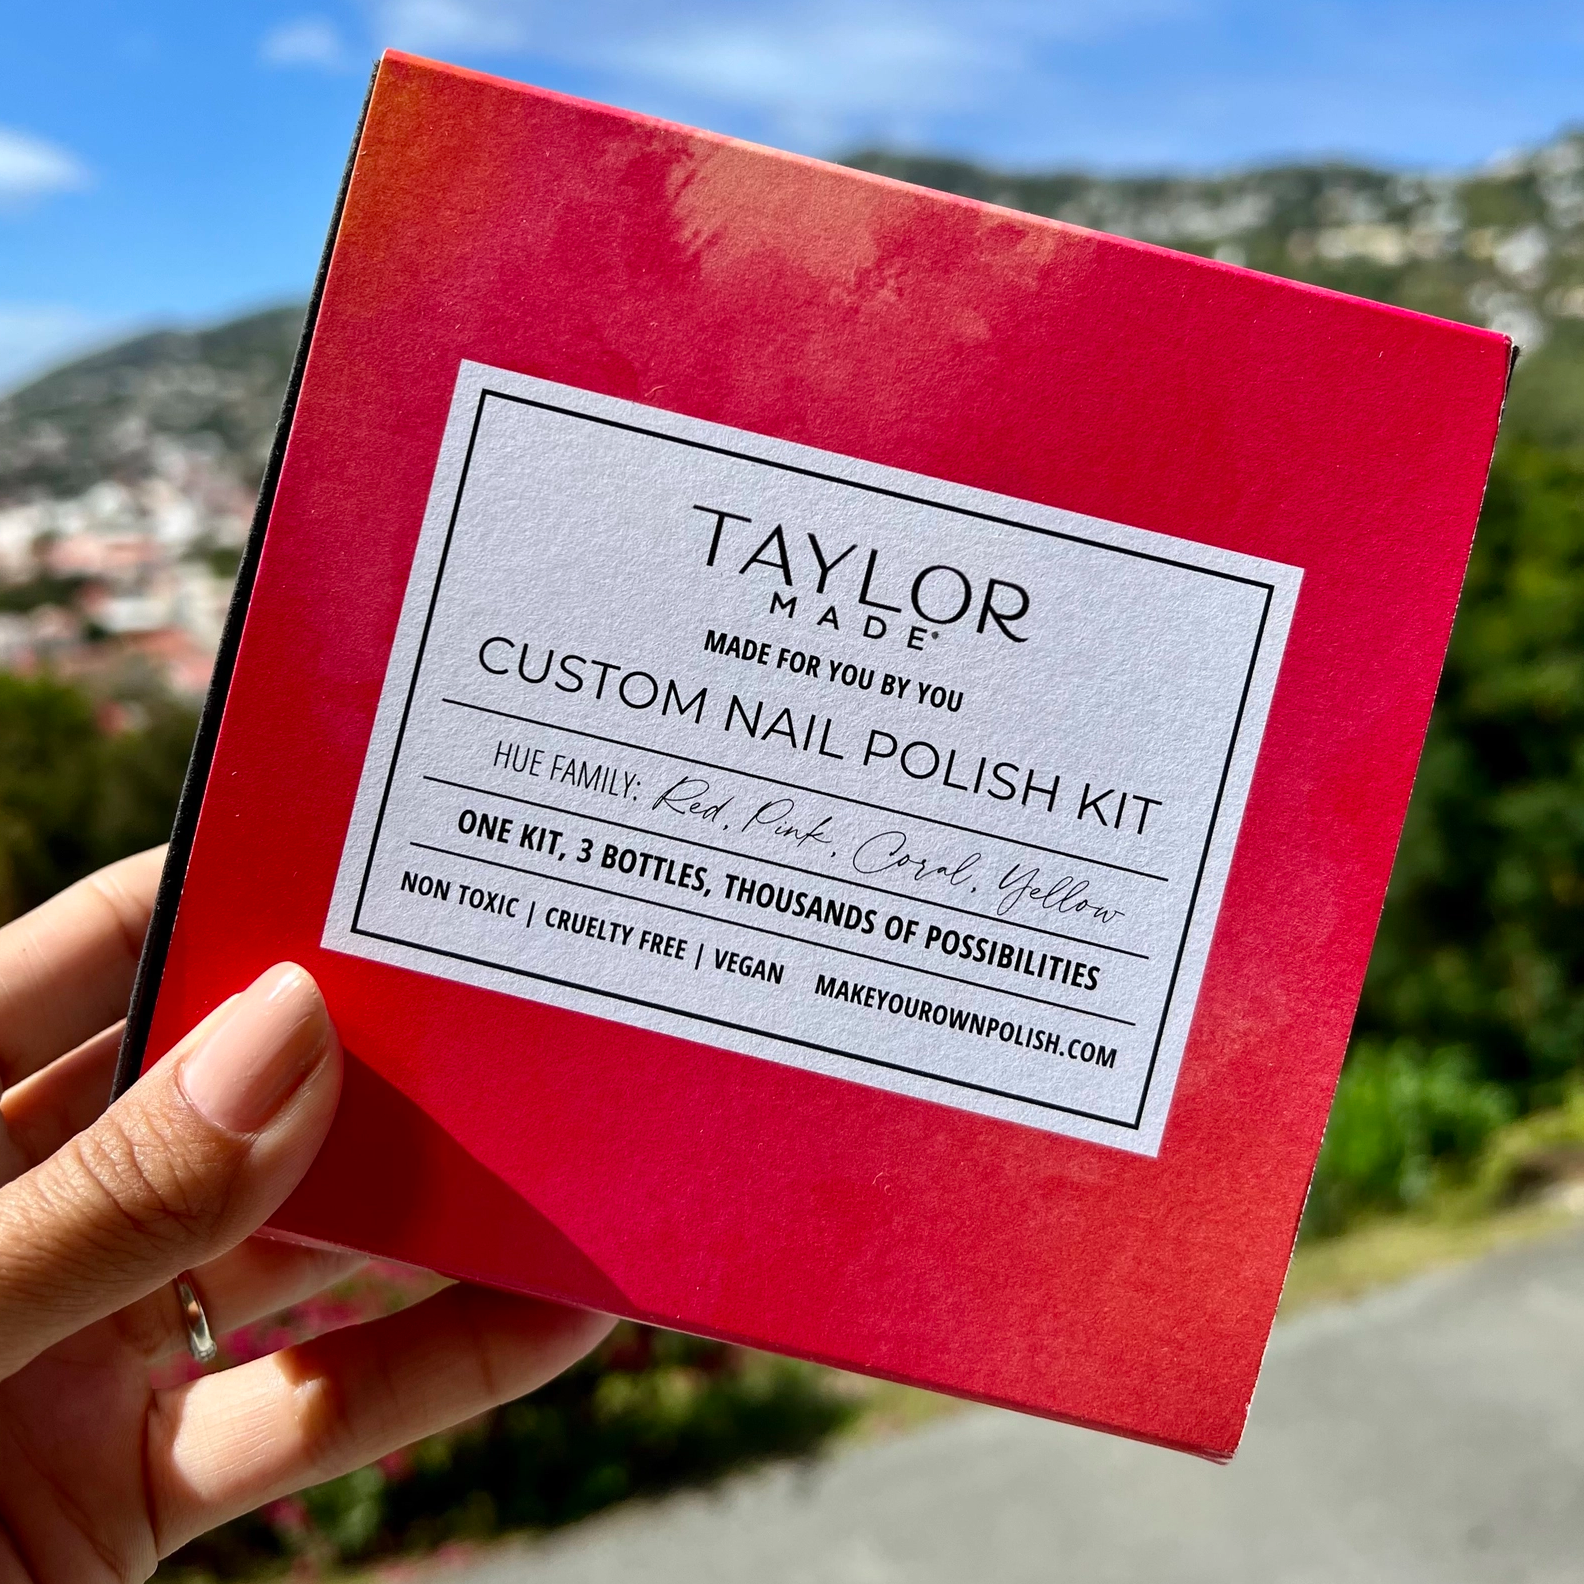 TAYLOR
MADE®
MADE FOR YOU BY YOU
CUSTOM NAIL POLISH KIT
HUE FAMILY: Red, Pink, Coral, Yellow
ONE KIT, 3 BOTTLES, THOUSANDS OF POSSIBILITIES
NON TOXIC | CRUELTY FREE | VEGAN MAKEYOUROWNPOLISH.COM